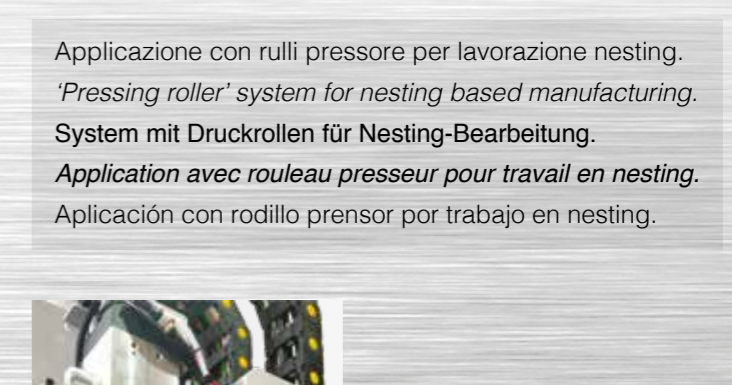 Applicazione con rulli pressore per lavorazione nesting.
‘Pressing roller’ system for nesting based manufacturing.
System mit Druckrollen für Nesting-Bearbeitung.
Application avec rouleau presseur pour travail en nesting.
Aplicación con rodillo prensor por trabajo en nesting.